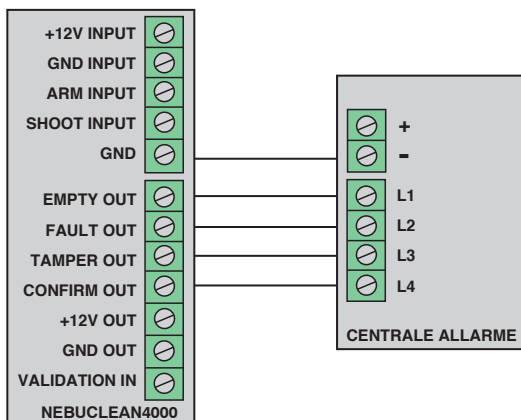 +12V INPUT
GND INPUT
ARM INPUT
SHOOT INPUT
GND
EMPTY OUT
FAULT OUT
TAMPER OUT
CONFIRM OUT
+12V OUT
GND OUT
VALIDATION IN
NEBUCLEAN4000
+
-
L1
L2
L3
L4
CENTRALE ALLARME